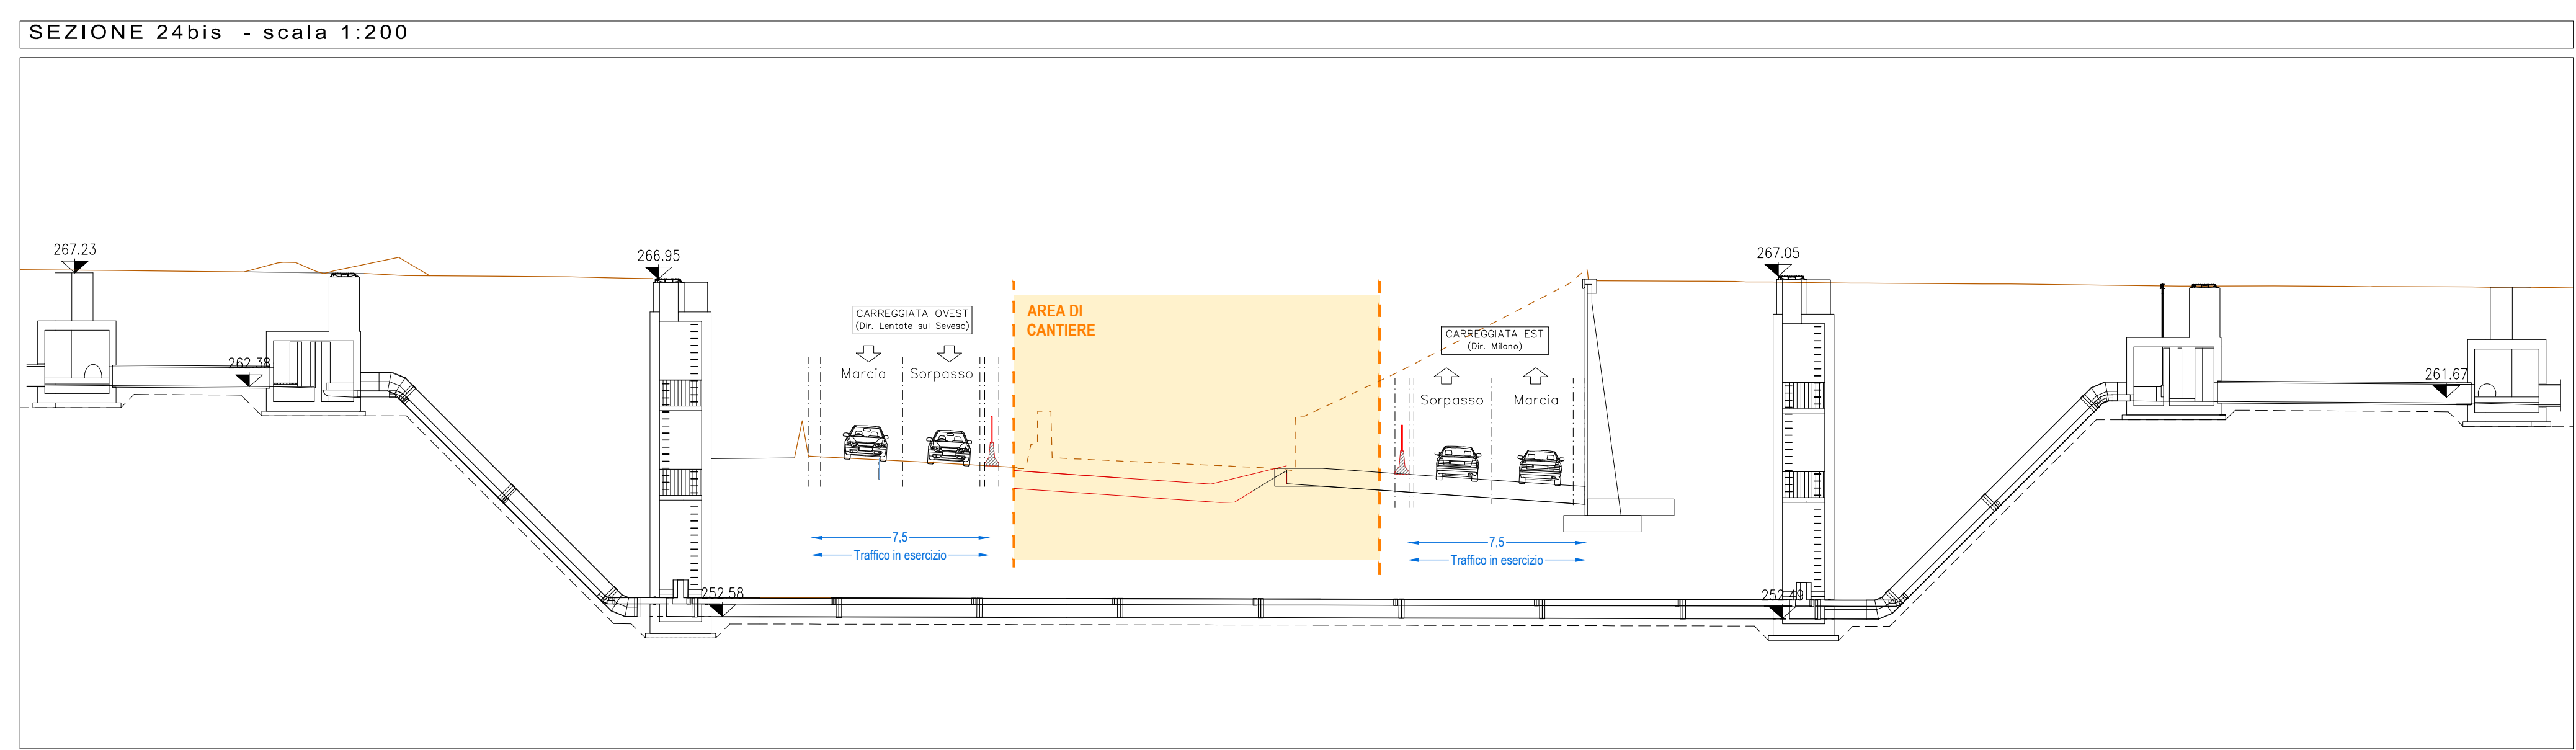 SEZIONE 24bis - scala 1:200
267.23
266.95
267.05
CARREGGIATA OVEST
(Dir. Lentate sul Seveso)
AREA DI
CANTIERE
CARREGGIATA EST
(Dir. Milano)
262.38
Marcia
Sorpasso
261.67
Sorpasso
Marcia
7,5
Traffico in esercizio
7,5
Traffico in esercizio
252.58
252.49